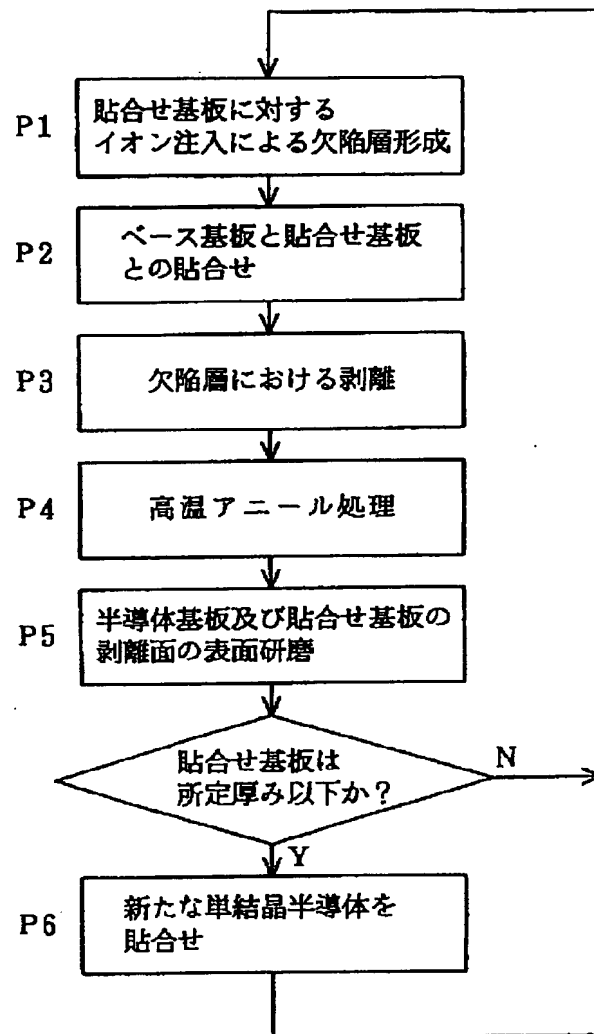 P1
貼合せ基板に対する
イオン注入による欠陥層形成
P2
ベース基板と貼合せ基板
との貼合せ
P3
欠陥層における剥離
P4
高温アニール処理
P5
半導体基板及び貼合せ基板の
剥離面の表面研磨
貼合せ基板は
所定厚み以下か？
N
Y
P6
新たな単結晶半導体を
貼合せ